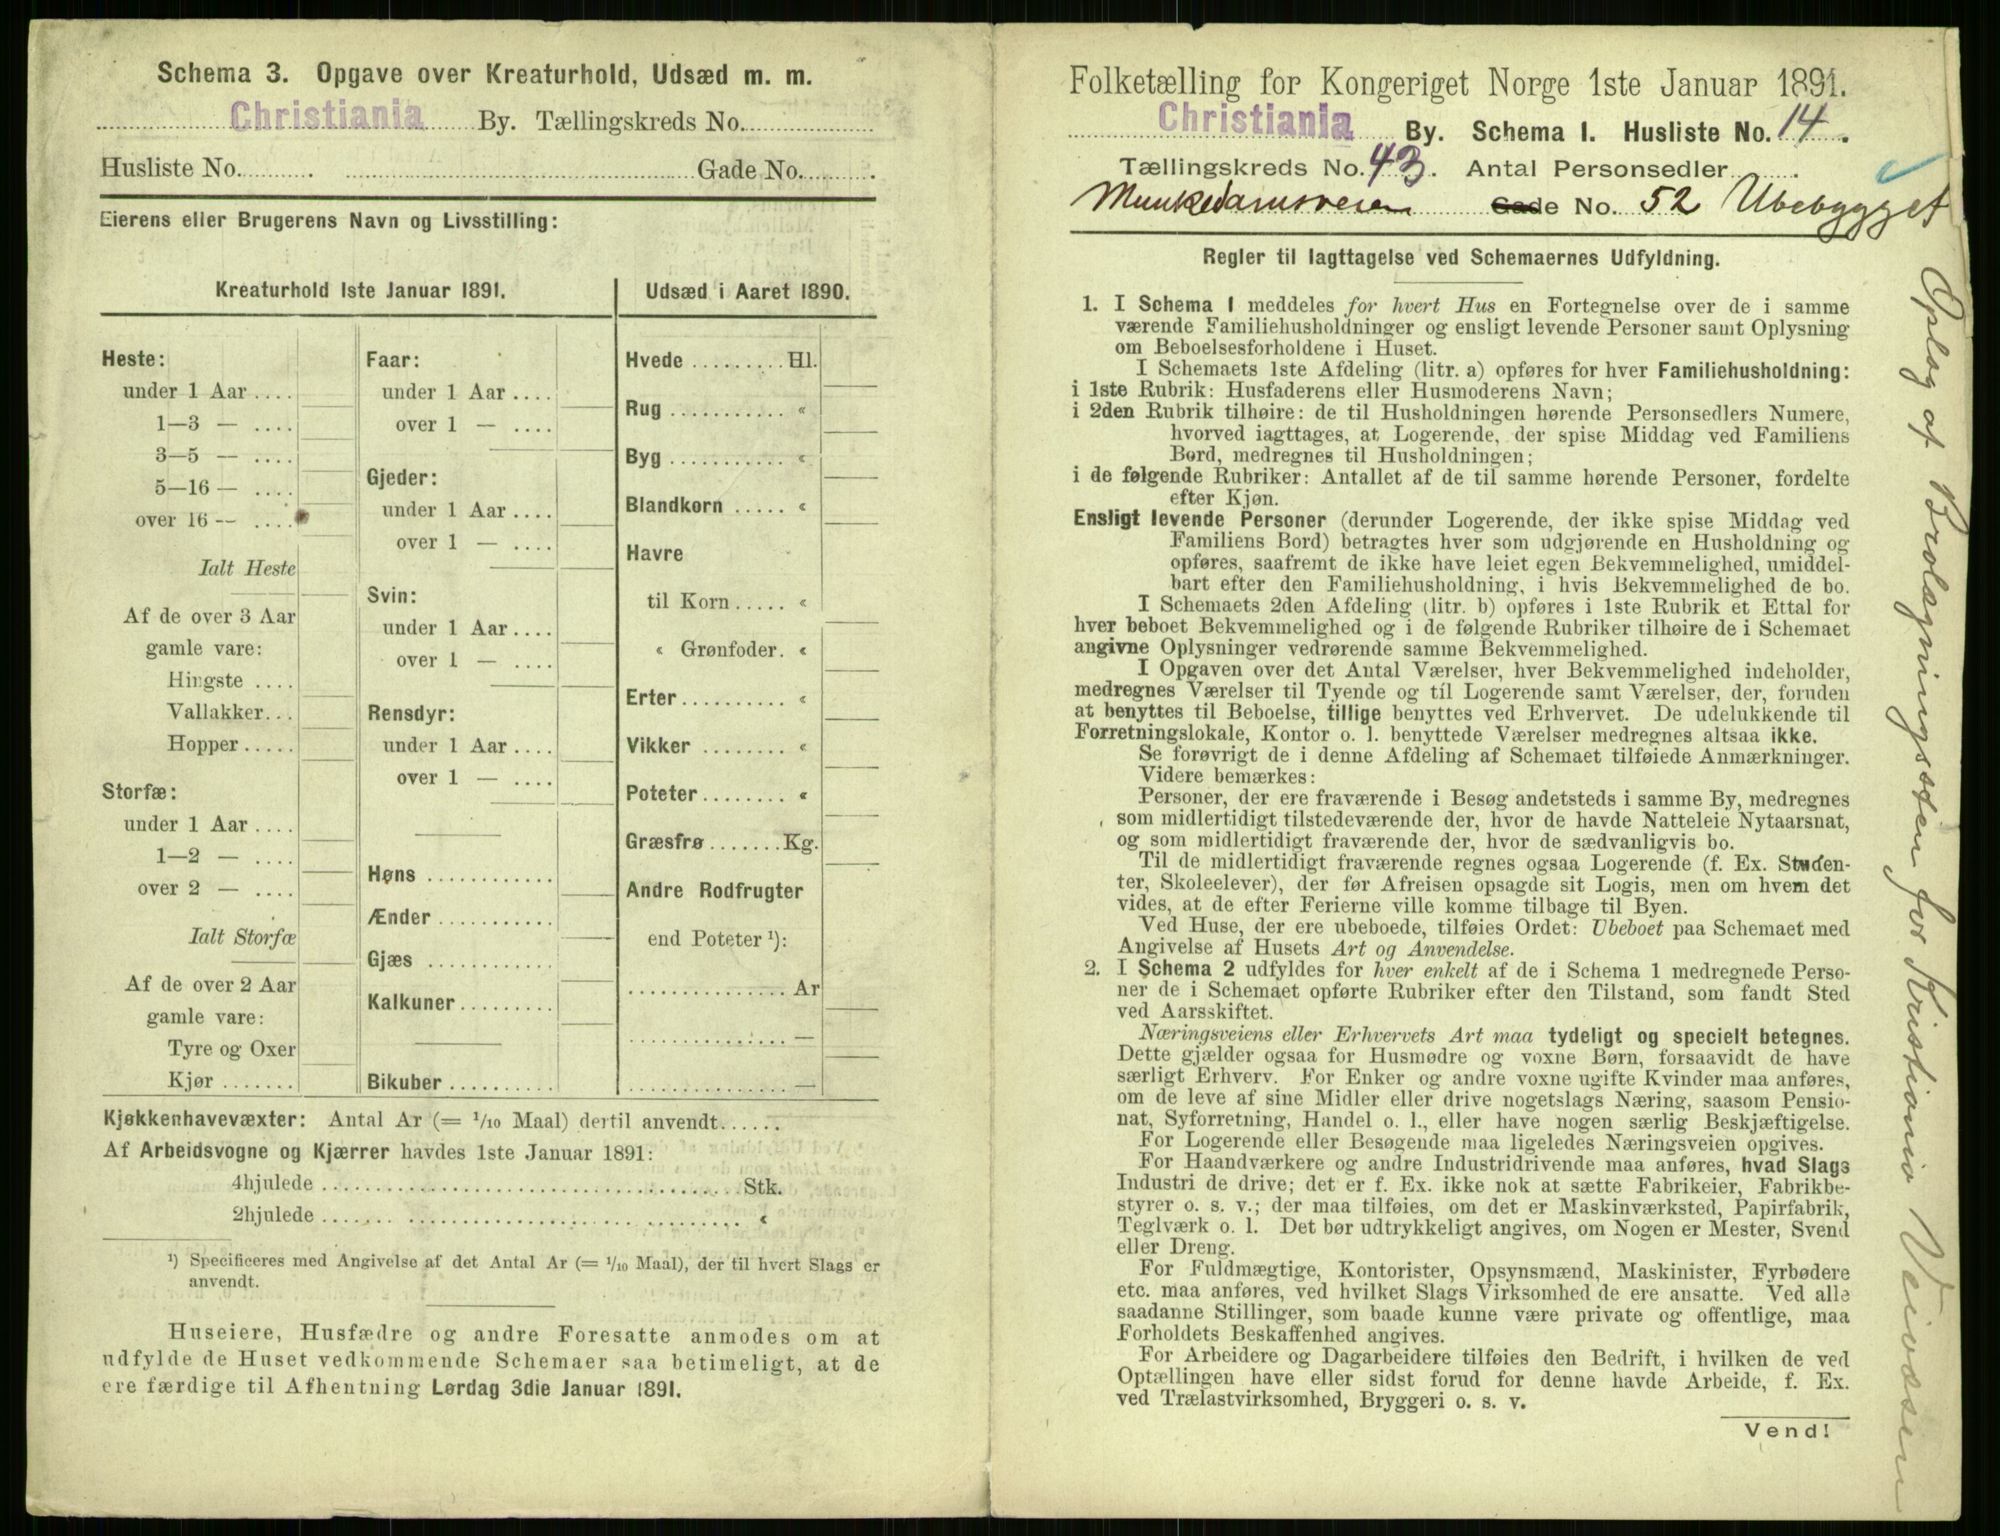 Schema 3. Opgave over Kreaturhold, Udsæd m. m.
Christiania By. Tællingskreds No.
Husliste No. Gade No.
Eierens eller Brugerens Navn og Livsstilling:
Kreaturhold 1ste Januar 1891.
Heste:
under 1 Aar ....
1—3 — ....
3—5 — ....
5—16 — ....
over 16 — ....
Ialt Heste
Af de over 3 Aar
gamle vare:
Hingste ....
Vallakker...
Hopper .....
Storfæ:
under 1 Aar ....
1—2 — ....
over 2 — ....
Ialt Storfæ
Af de over 2 Aar
gamle vare:
Tyre og Oxer
Kjør .......
Faar:
under 1 Aar ....
over 1 — ....
Gjeder:
under 1 Aar ....
over 1 — ....
Svin:
under 1 Aar ....
over 1 — ....
Rensdyr:
under 1 Aar ....
over 1 — ....
Høns ............
Ænder ...........
Gjæs ............
Kalkuner.........
Bikuber ..........
Udsæd i Aaret 1890.
Hvede ......... Hl.
Rug ........... «
Byg ........... «
Blandkorn ..... «
Havre
til Korn ..... «
« Grønfoder. «
Erter.......... «
Vikker ........ «
Poteter........ «
Græsfrø .......Kg.
Andre Rodfrugter
end Poteter ¹):
............... Ar
............... —
............... —
Kjøkkenhavevæxter: Antal Ar (= 1/10 Maal) dertil anvendt......
Af Arbeidsvogne og Kjærrer havdes 1ste Januar 1891:
4hjulede ........................................ Stk.
2hjulede ........................................ «
¹) Specificeres med Angivelse af det Antal Ar (= 1/10 Maal), der til hvert Slags er
anvendt.
Huseiere, Husfædre og andre Foresatte anmodes om at
udfylde de Huset vedkommende Schemaer saa betimeligt, at de
ere færdige til Afhentning Lørdag 3die Januar 1891.
Folketælling for Kongeriget Norge 1ste Januar 1891.
Christiania By. Schema 1. Husliste No. 14.
Tællingskreds No. 43. Antal Personsedler.
Munkedamsveien Gade No. 52 Ubebygget
Regler til Iagttagelse ved Schemaernes Udfyldning.
1. I Schema 1 meddeles for hvert Hus en Fortegnelse over de i samme
værende Familiehusholdninger og ensligt levende Personer samt Oplysning
om Beboelsesforholdene i Huset.
I Schemaets 1ste Afdeling (litr. a) opføres for hver Familiehusholdning:
i 1ste Rubrik: Husfaderens eller Husmoderens Navn;
i 2den Rubrik tilhøire: de til Husholdningen hørende Personsedlers Numere,
hvorved iagttages, at Logerende, der spise Middag ved Familiens
Bord, medregnes til Husholdningen;
i de følgende Rubriker: Antallet af de til samme hørende Personer, fordelte
efter Kjøn.
Ensligt levende Personer (derunder Logerende, der ikke spise Middag ved
Familiens Bord) betragtes hver som udgjørende en Husholdning og
opføres, saafremt de ikke have leiet egen Bekvemmelighed, umiddel-
bart efter den Familiehusholdning, i hvis Bekvemmelighed de bo.
I Schemaets 2den Afdeling (litr. b) opføres i 1ste Rubrik et Ettal for
hver beboet Bekvemmelighed og i de følgende Rubriker tilhøire de i Schemaet
angivne Oplysninger vedrørende samme Bekvemmelighed.
I Opgaven over det Antal Værelser, hver Bekvemmelighed indeholder,
medregnes Værelser til Tyende og til Logerende samt Værelser, der, foruden
at benyttes til Beboelse, tillige benyttes ved Erhvervet. De udelukkende til
Forretningslokale, Kontor o. l. benyttede Værelser medregnes altsaa ikke.
Se forøvrigt de i denne Afdeling af Schemaet tilføiede Anmærkninger.
Videre bemærkes:
Personer, der ere fraværende i Besøg andetsteds i samme By, medregnes
som midlertidigt tilstedeværende der, hvor de havde Natteleie Nytaarsnat,
og som midlertidigt fraværende der, hvor de sædvanligvis bo.
Til de midlertidigt fraværende regnes ogsaa Logerende (f. Ex. Studen-
ter, Skoleelever), der før Afreisen opsagde sit Logis, men om hvem det
vides, at de efter Ferierne ville komme tilbage til Byen.
Ved Huse, der ere ubeboede, tilføies Ordet: Ubeboet paa Schemaet med
Angivelse af Husets Art og Anvendelse.
2. I Schema 2 udfyldes for hver enkelt af de i Schema 1 medregnede Perso-
ner de i Schemaet opførte Rubriker efter den Tilstand, som fandt Sted
ved Aarsskiftet.
Næringsveiens eller Erhvervets Art maa tydeligt og specielt betegnes.
Dette gjælder ogsaa for Husmødre og voxne Børn, forsaavidt de have
særligt Erhverv. For Enker og andre voxne ugifte Kvinder maa anføres,
om de leve af sine Midler eller drive nogetslags Næring, saasom Pensio-
nat, Syforretning, Handel o. l., eller have nogen særlig Beskjæftigelse.
For Logerende eller Besøgende maa ligeledes Næringsveien opgives.
For Haandværkere og andre Industridrivende maa anføres, hvad Slags
Industri de drive; det er f. Ex. ikke nok at sætte Fabrikeier, Fabrikbe-
styrer o. s. v.; der maa tilføies, om det er Maskinværksted, Papirfabrik,
Teglværk o. l. Det bør udtrykkeligt angives, om Nogen er Mester, Svend
eller Dreng.
For Fuldmægtige, Kontorister, Opsynsmænd, Maskinister, Fyrbødere
etc. maa anføres, ved hvilket Slags Virksomhed de ere ansatte. Ved alle
saadanne Stillinger, som baade kunne være private og offentlige, maa
Forholdets Beskaffenhed angives.
For Arbeidere og Dagarbeidere tilføies den Bedrift, i hvilken de ved
Optællingen have eller sidst forud for denne havde Arbeide, f. Ex.
ved Trælastvirksomhed, Bryggeri o. s. v.
Vend!
Oplag af Brolægningssten for Kristiania Veivæsen